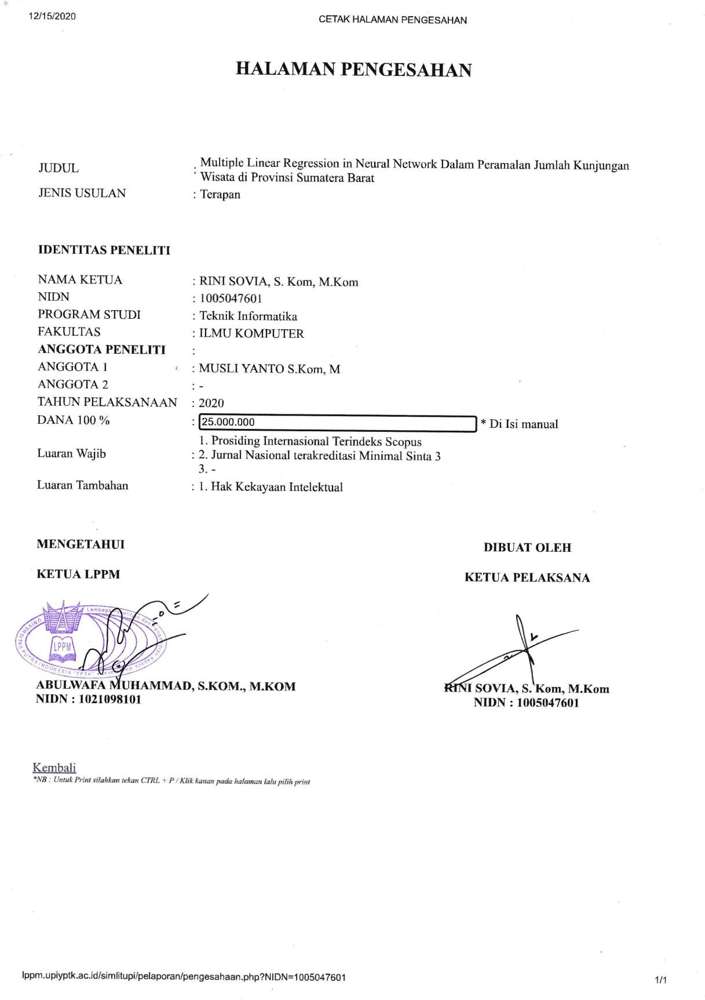 12/15/2020
CETAK HALAMAN PENGESAHAN
HALAMAN PENGESAHAN
JUDUL : Multiple Linear Regression in Neural Network Dalam Peramalan Jumlah Kunjungan
Wisata di Provinsi Sumatera Barat
JENIS USULAN : Terapan
IDENTITAS PENELITI
NAMA KETUA : RINI SOVIA, S. Kom, M.Kom
NIDN : 1005047601
PROGRAM STUDI : Teknik Informatika
FAKULTAS : ILMU KOMPUTER
ANGGOTA PENELITI :
ANGGOTA 1 : MUSLI YANTO S.Kom, M
ANGGOTA 2 : -
TAHUN PELAKSANAAN : 2020
DANA 100 % : 25.000.000 * Di Isi manual
1. Prosiding Internasional Terindeks Scopus
Luaran Wajib : 2. Jurnal Nasional terakreditasi Minimal Sinta 3
3. -
Luaran Tambahan : 1. Hak Kekayaan Intelektual
MENGETAHUI
KETUA LPPM
DIBUAT OLEH
KETUA PELAKSANA
Lembaga Penelitian dan Pengabdian Kepada
UNIVERSITAS PUTRA INDONESIA "YPTK"
LPPM
ABULWAFA MUHAMMAD, S.KOM., M.KOM
NIDN : 1021098101
RINI SOVIA, S. Kom, M.Kom
NIDN : 1005047601
Kembali
*NB : Untuk Print silahkan tekan CTRL + P / Klik kanan pada halaman lalu pilih print
lppm.upiyptk.ac.id/simlitupi/pelaporan/pengesahaan.php?NIDN=1005047601
1/1